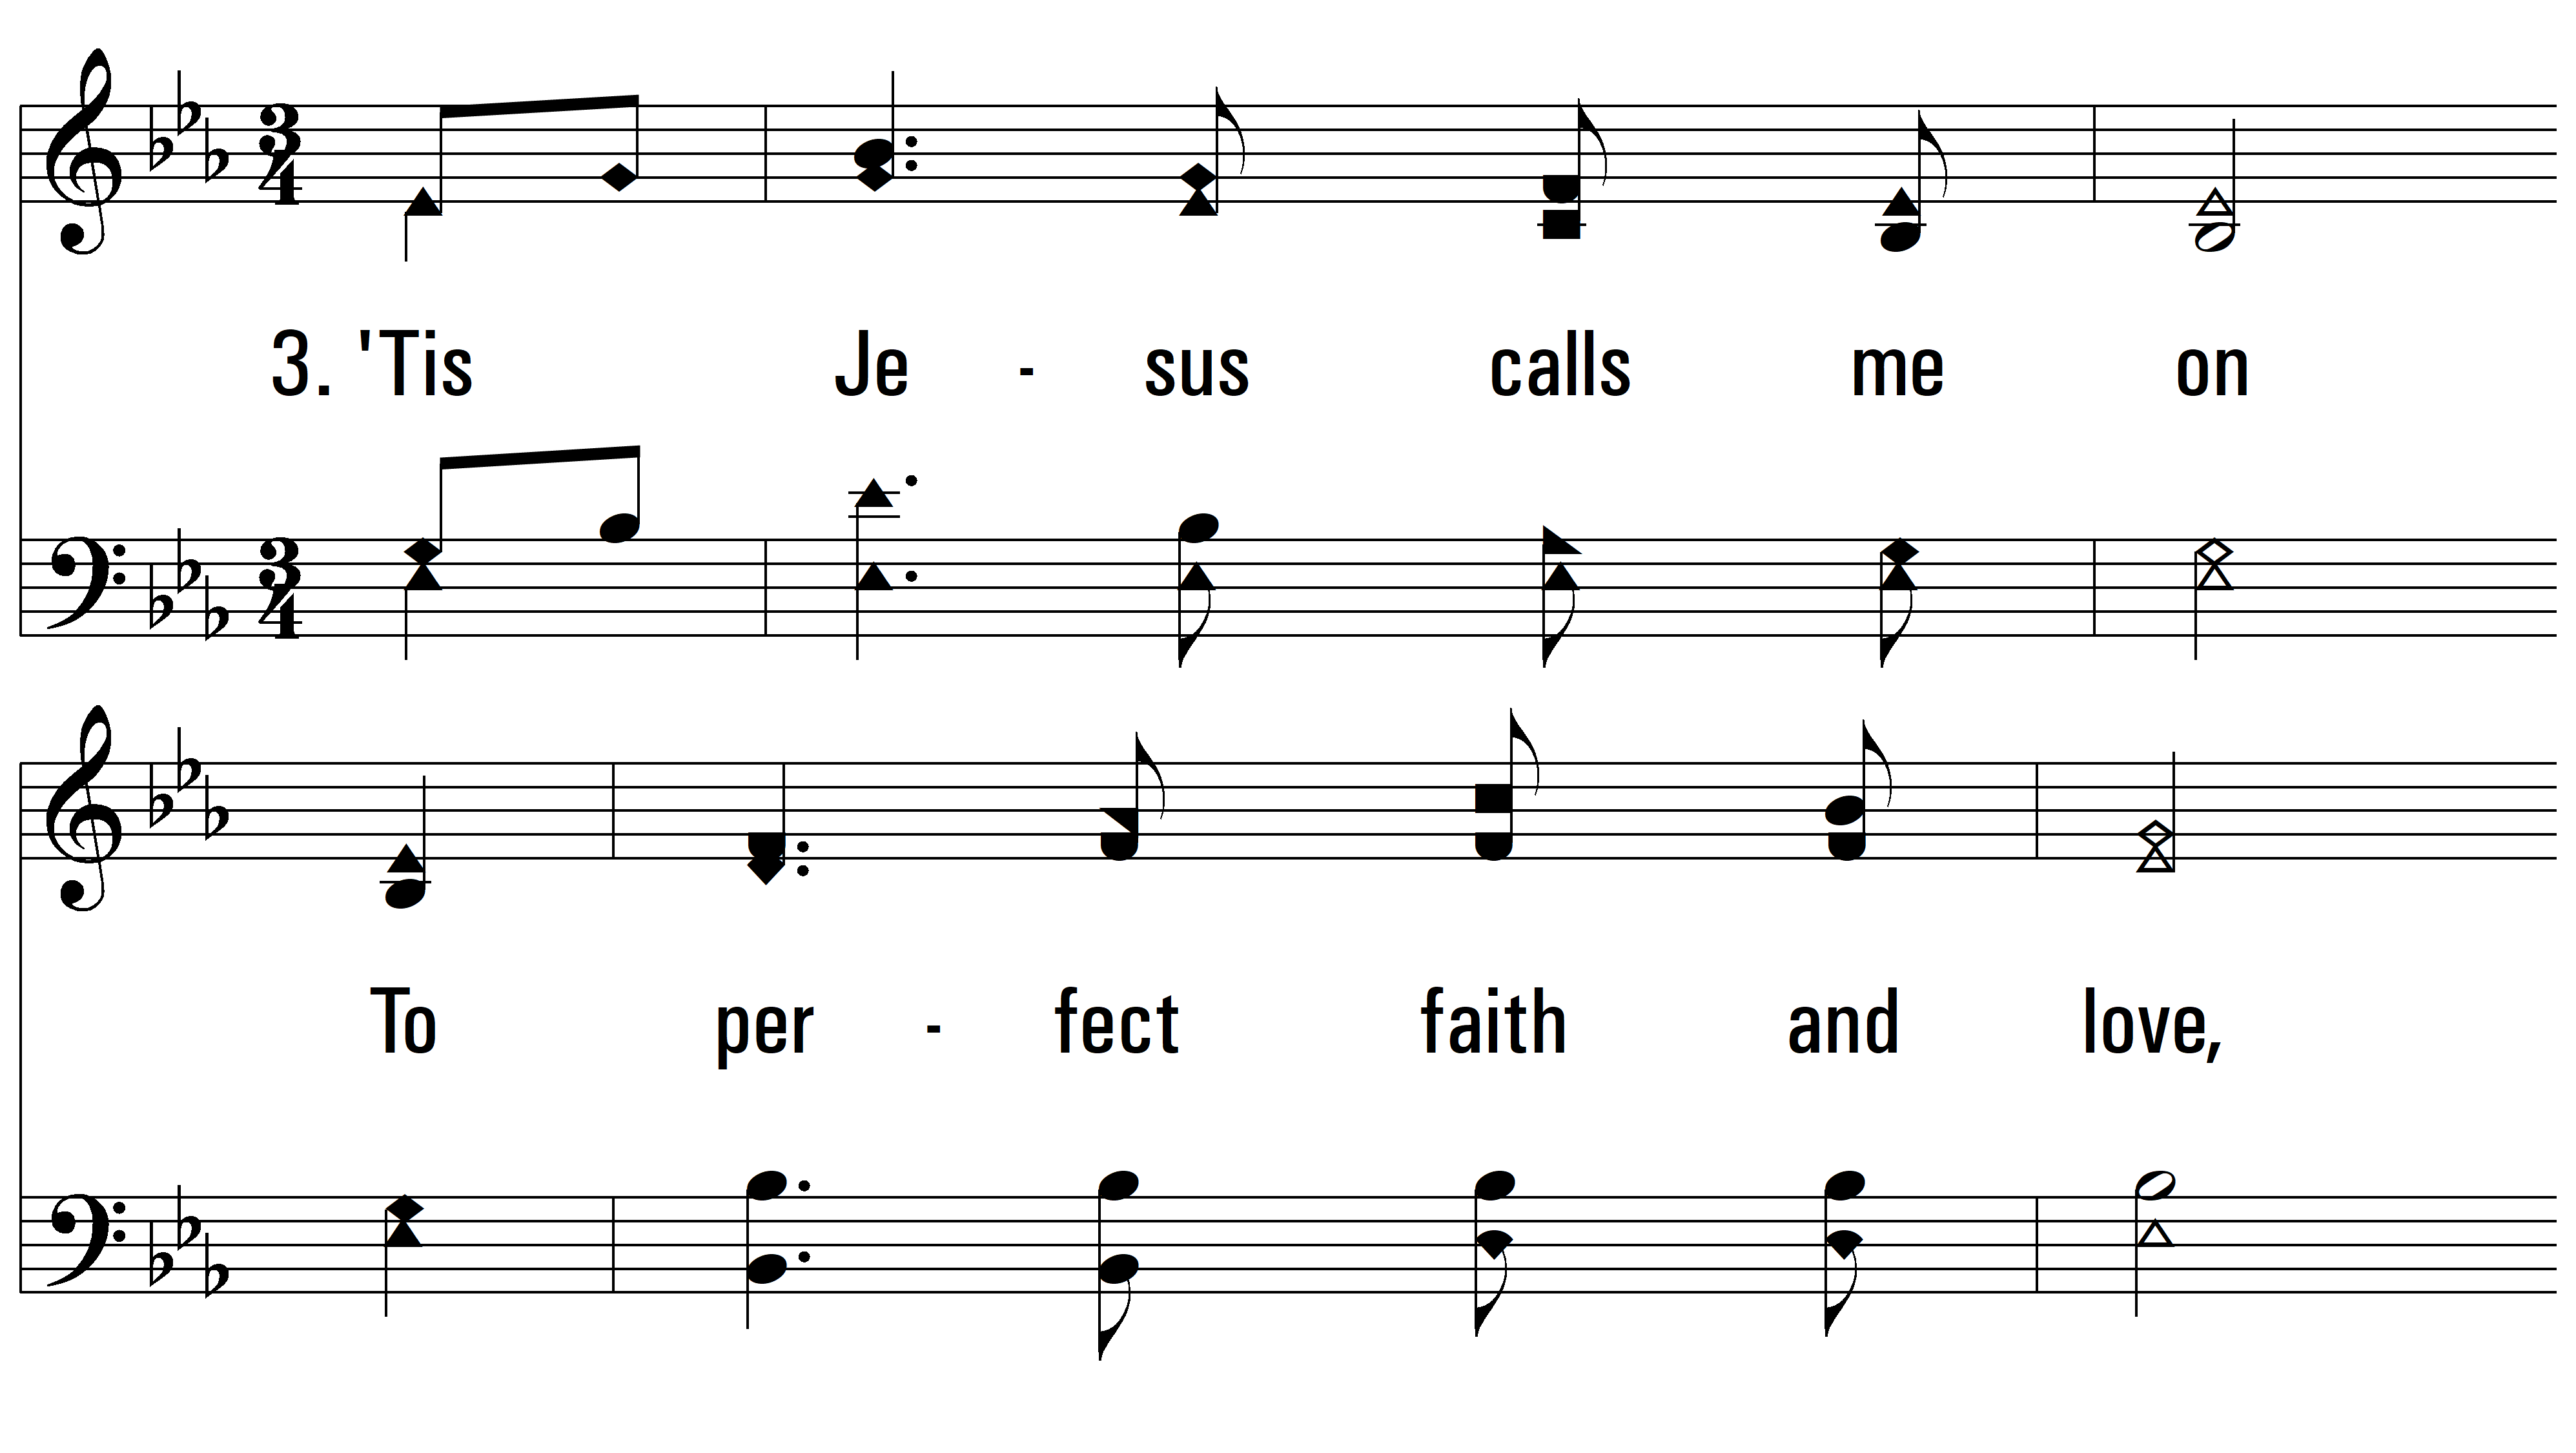 3. 'Tis Je - sus calls me on
To per - fect faith and love,